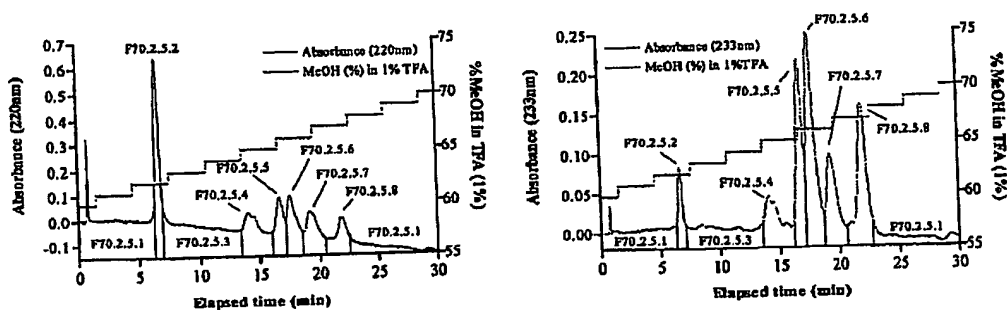 F70.2.5.2
Absorbance (220nm)
MeOH (%) in 1%TFA
F70.2.5.6
F70.2.5.5
F70.2.5.7
F70.2.5.4
F70.2.5.8
F70.2.5.1
F70.2.5.3
F70.2.5.1
0.7
0.6
0.5
0.4
0.3
0.2
0.1
0.0
-0.1
Absorbance (220nm)
75
70
65
60
55
%MeOH in TFA (1%)
0 5 10 15 20 25 30
Elapsed time (min)
F70.2.5.6
Absorbance (233nm)
MeOH (%) in 1%TFA
F70.2.5.5
F70.2.5.7
F70.2.5.2
F70.2.5.8
F70.2.5.4
F70.2.5.1
F70.2.5.3
F70.2.5.1
0.25
0.20
0.15
0.10
0.05
0.00
Absorbance (233nm)
75
70
65
60
55
%MeOH in TFA (1%)
0 5 10 15 20 25 30
Elapsed time (min)